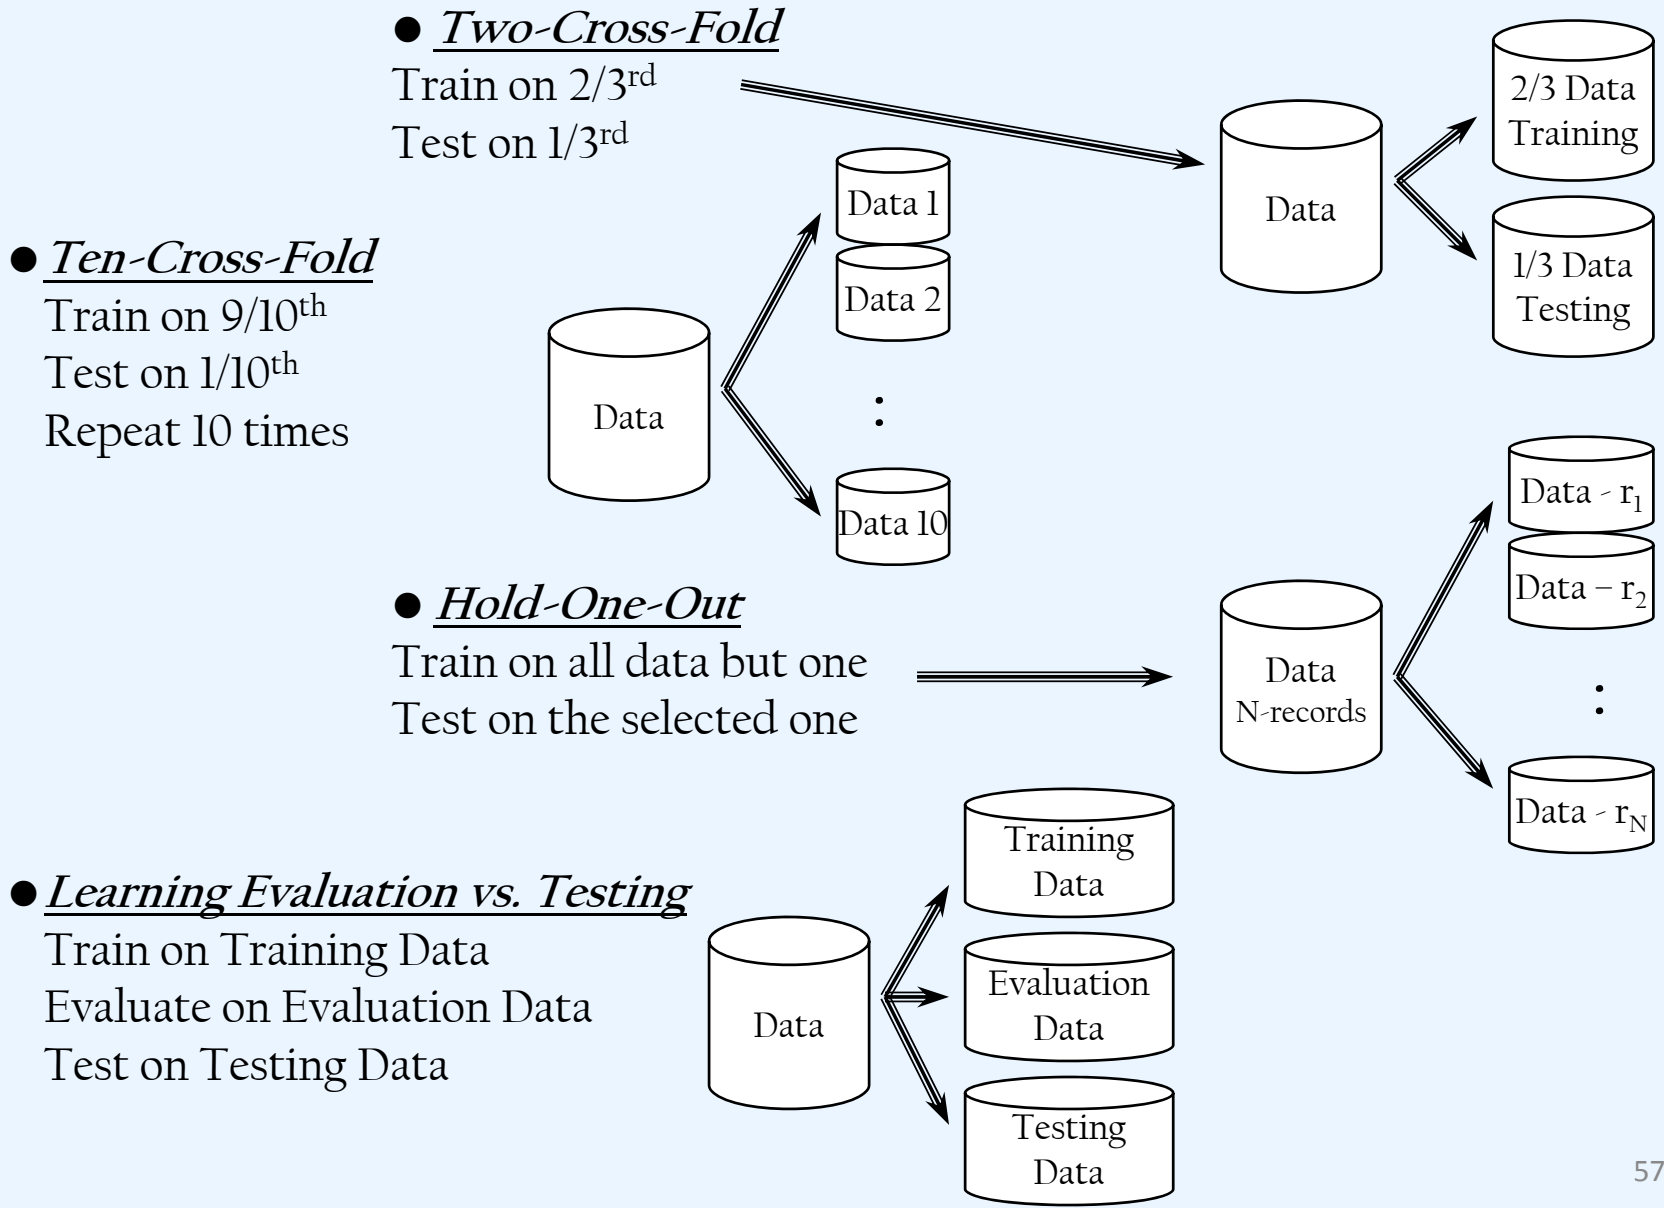 ● Two-Cross-Fold
Train on 2/3rd
Test on 1/3rd
Data
2/3 Data
Training
1/3 Data
Testing
● Ten-Cross-Fold
Train on 9/10th
Test on 1/10th
Repeat 10 times
Data
Data 1
Data 2
:
Data 10
● Hold-One-Out
Train on all data but one
Test on the selected one
Data
N-records
Data - r1
Data – r2
:
Data - rN
● Learning Evaluation vs. Testing
Train on Training Data
Evaluate on Evaluation Data
Test on Testing Data
Data
Training
Data
Evaluation
Data
Testing
Data
57